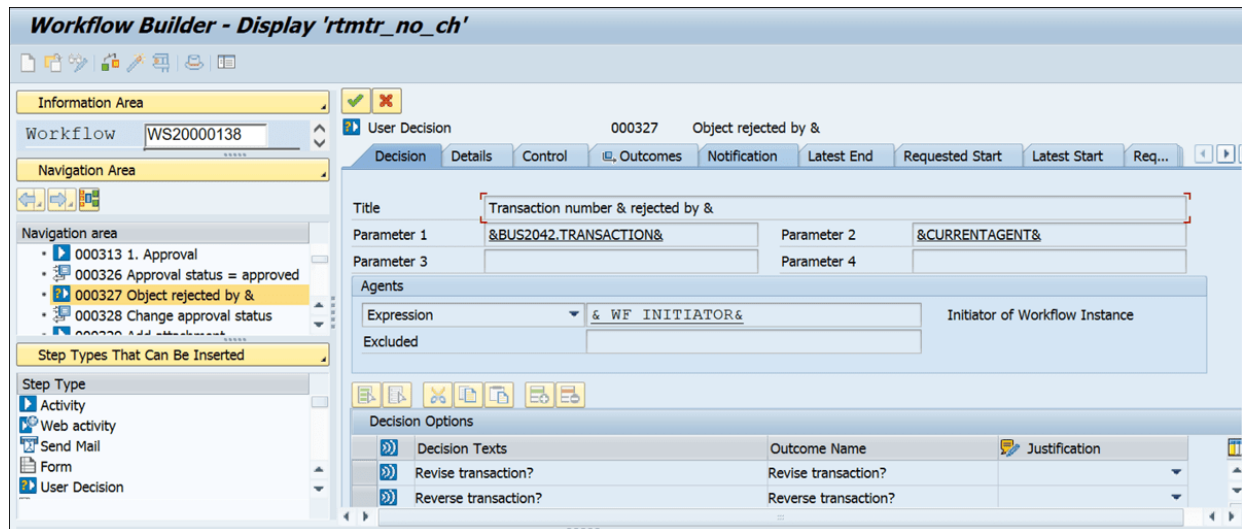 Workflow Builder - Display 'rtmtr_no_ch'
Information Area
Workflow WS20000138
Navigation Area
Navigation area
000313 1. Approval
000326 Approval status = approved
000327 Object rejected by &
000328 Change approval status
Step Types That Can Be Inserted
Step Type
Activity
Web activity
Send Mail
Form
User Decision
User Decision 000327 Object rejected by &
Decision Details Control Outcomes Notification Latest End Requested Start Latest Start Req...
Title Transaction number & rejected by &
Parameter 1 &BUS2042.TRANSACTION& Parameter 2 &CURRENTAGENT&
Parameter 3 Parameter 4
Agents
Expression & WF INITIATOR& Initiator of Workflow Instance
Excluded
Decision Options
Decision Texts Outcome Name Justification
Revise transaction? Revise transaction?
Reverse transaction? Reverse transaction?